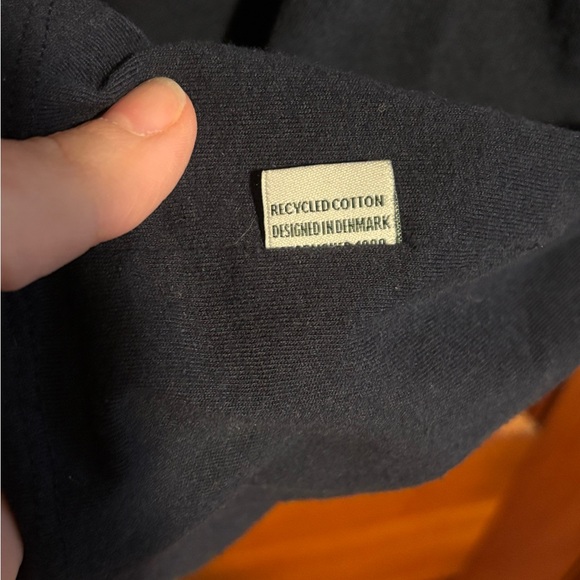 RECYCLED COTTON
DESIGNED IN DENMARK